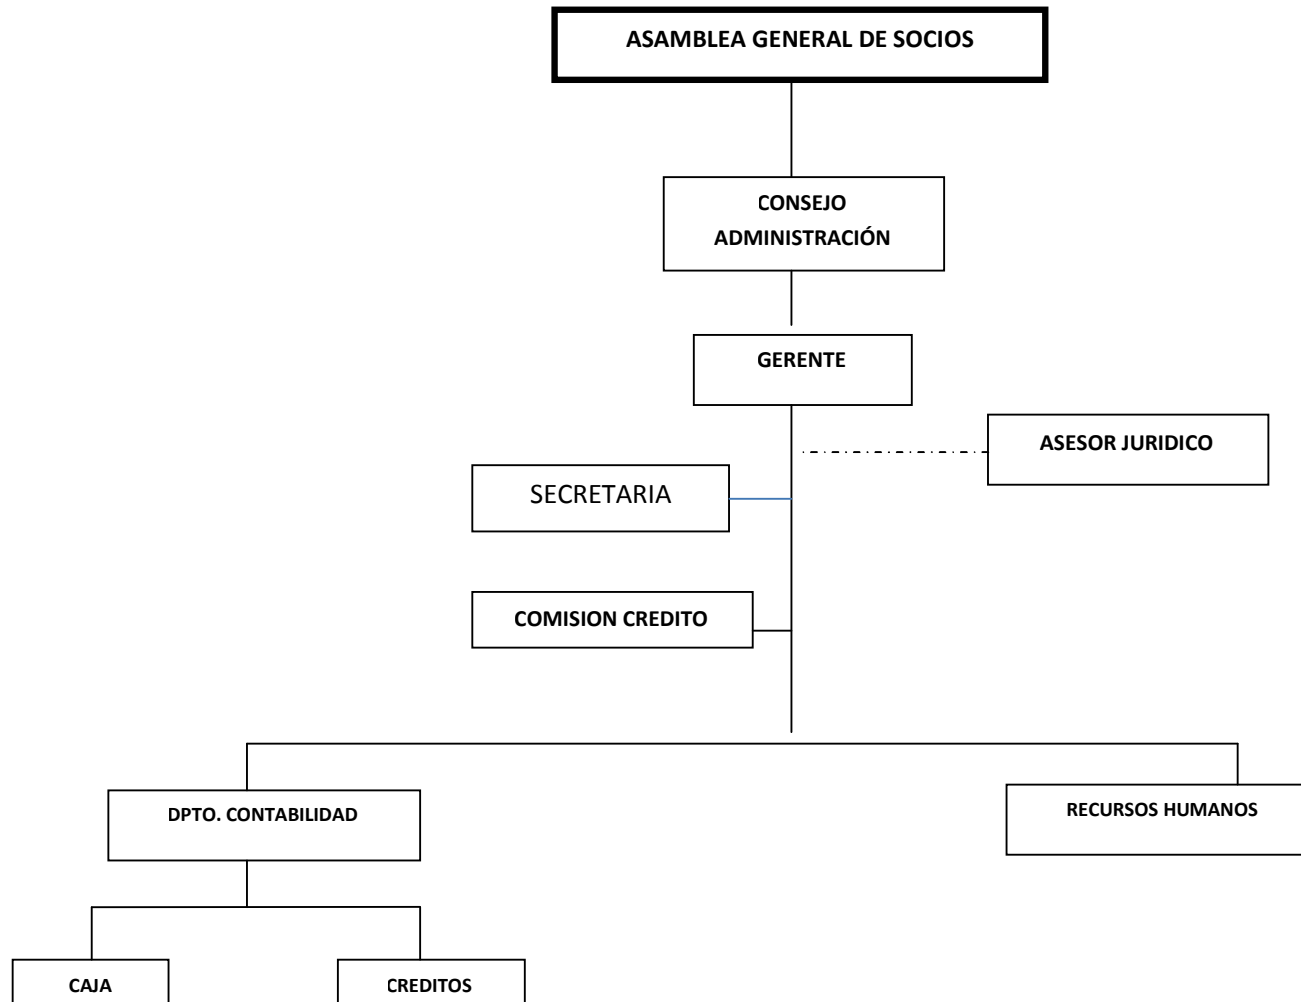 ASAMBLEA GENERAL DE SOCIOS
CONSEJO
ADMINISTRACIÓN
GERENTE
ASESOR JURIDICO
SECRETARIA
COMISION CREDITO
DPTO. CONTABILIDAD
RECURSOS HUMANOS
CAJA
CREDITOS